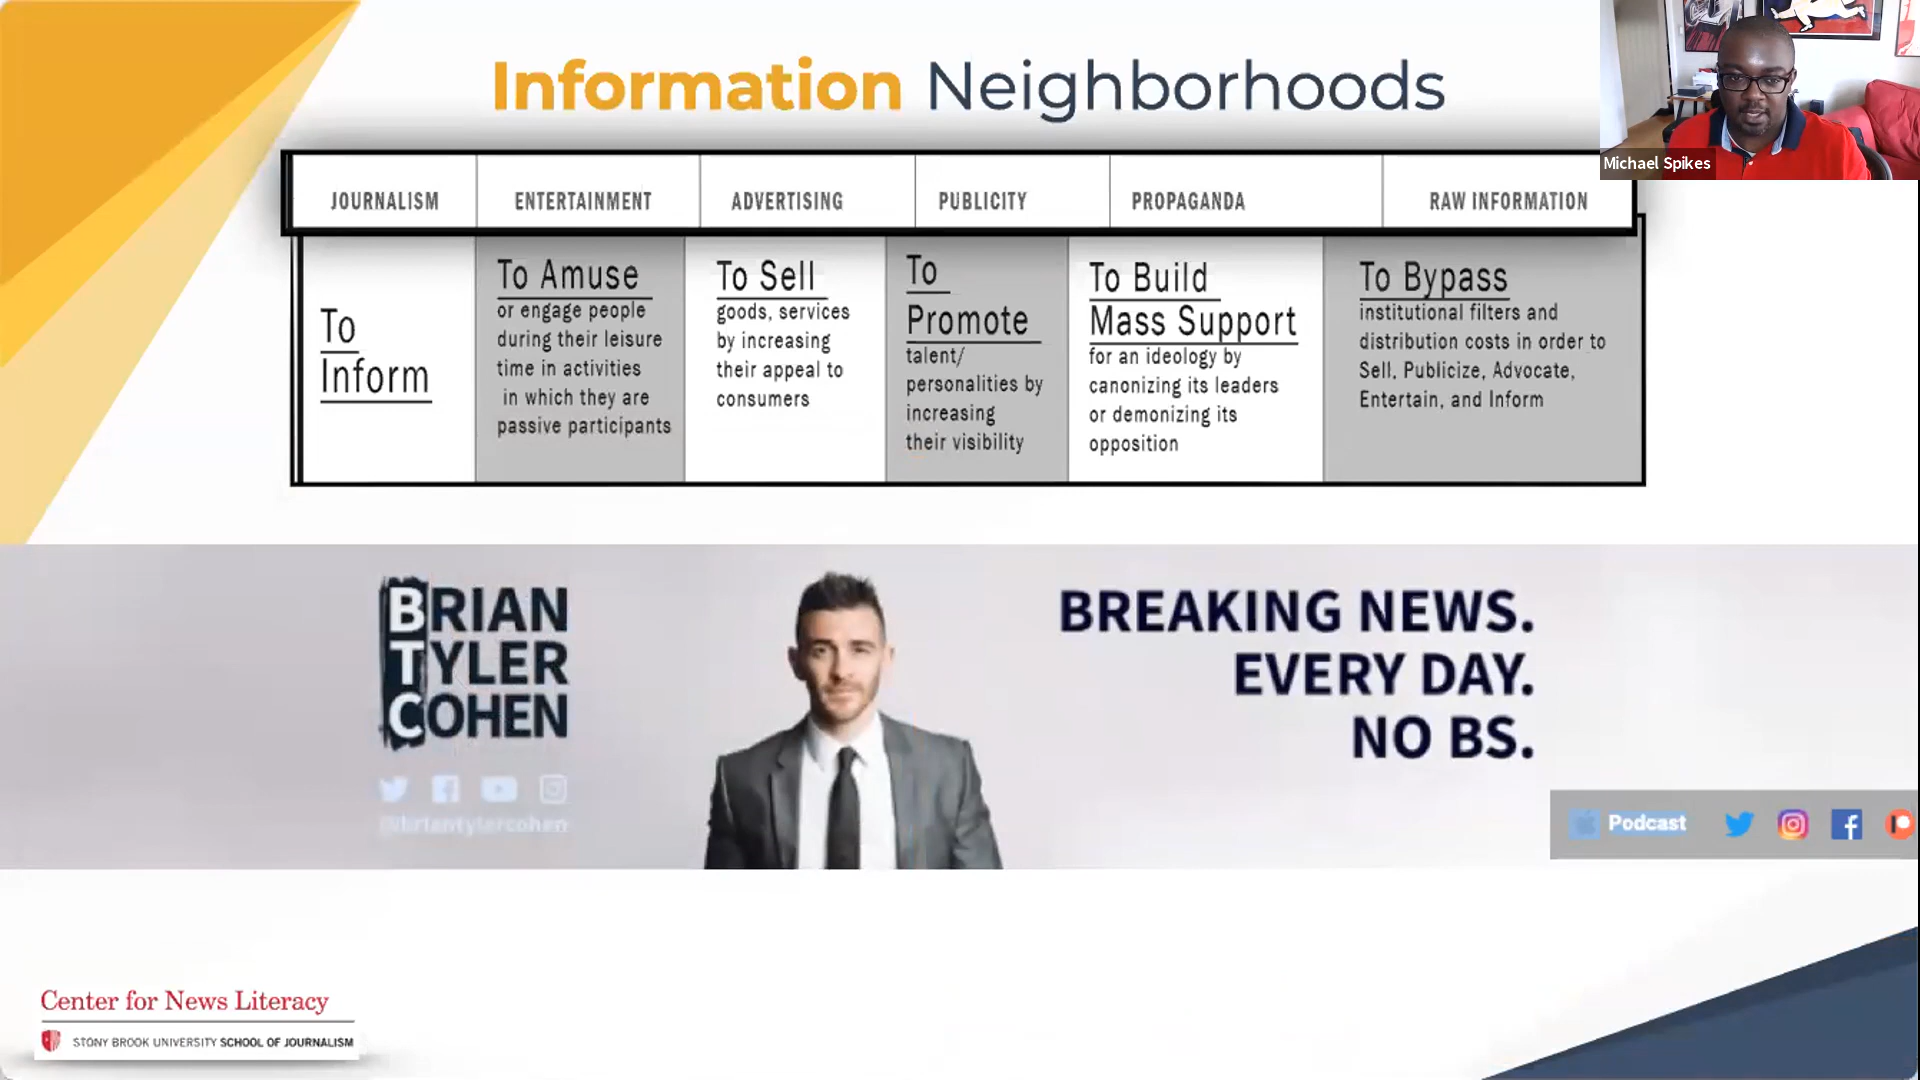 Information Neighborhoods
Michael Spikes
JOURNALISM
ENTERTAINMENT
ADVERTISING
PUBLICITY
PROPAGANDA
RAW INFORMATION
To
Inform
To Amuse
or engage people
during their leisure
time in activities
in which they are
passive participants
To Sell
goods, services
by increasing
their appeal to
consumers
To
Promote
talent/
personalities by
increasing
their visibility
To Build
Mass Support
for an ideology by
canonizing its leaders
or demonizing its
opposition
To Bypass
institutional filters and
distribution costs in order to
Sell, Publicize, Advocate,
Entertain, and Inform
BRIAN
TYLER
COHEN
@briantylercohen
BREAKING NEWS.
EVERY DAY.
NO BS.
Podcast
Center for News Literacy
STONY BROOK UNIVERSITY SCHOOL OF JOURNALISM